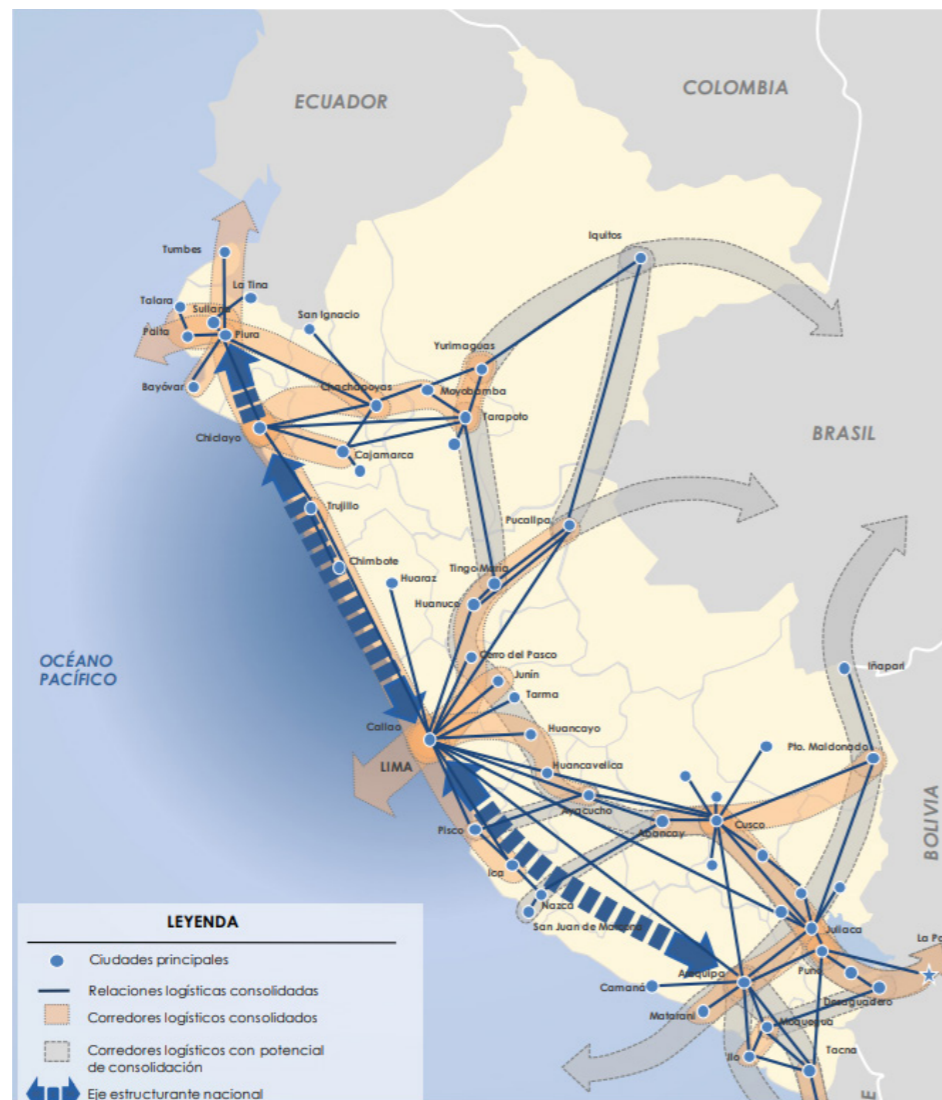 COLOMBIA
ECUADOR
Iquitos
Tumbes
La Tina
Talara
Sullana
San Ignacio
Paita
Piura
Yurimaguas
Bayóvar
Chachapoyas
Moyobamba
Tarapoto
Chiclayo
BRASIL
Cajamarca
Trujillo
Pucallpa
Chimbote
Tingo María
Huaraz
Huanuco
OCÉANO
PACÍFICO
Cerro del Pasco
Iñapari
Junín
Tarma
Callao
Huancayo
Pto. Maldonado
LIMA
Huancavelica
BOLIVIA
Ayacucho
Pisco
Abancay
Cusco
Ica
Nazca
San Juan de Marcona
Juliaca
La Pa
Arequipa
Puno
Camaná
Desaguadero
Matarani
Moquegua
Ilo
Tacna
E
LEYENDA
Ciudades principales
Relaciones logísticas consolidadas
Corredores logísticos consolidados
Corredores logísticos con potencial
de consolidación
Eje estructurante nacional